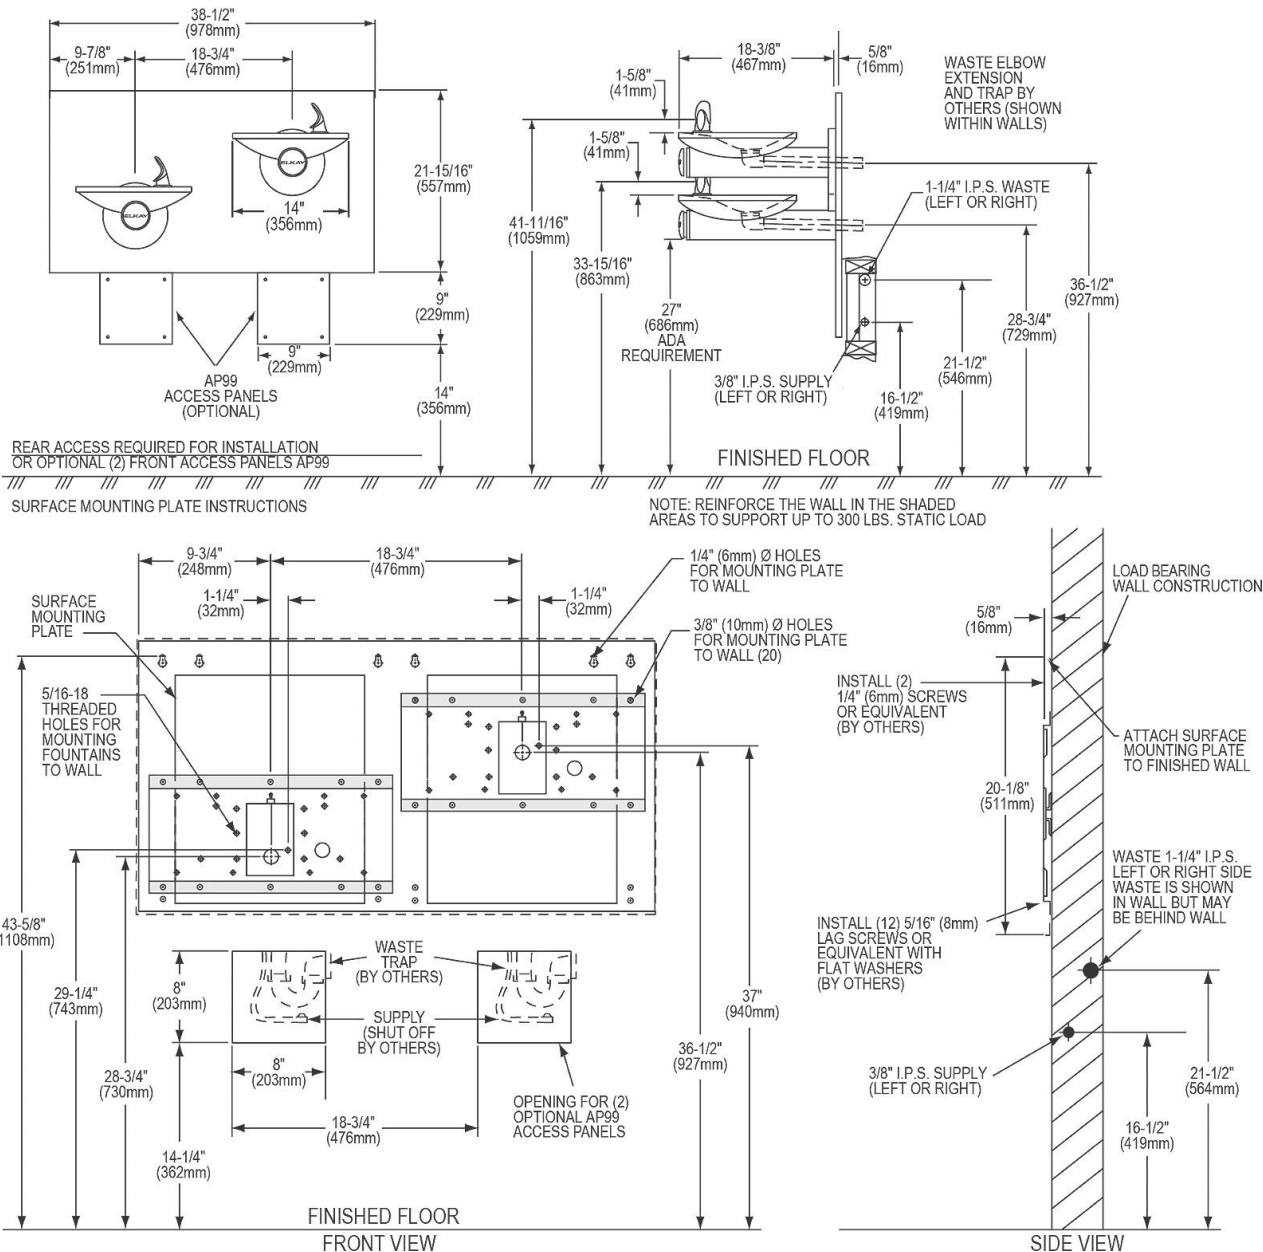 38-1/2"
(978mm)
9-7/8"
(251mm)
18-3/4"
(476mm)
ELKAY
ELKAY
14"
(356mm)
21-15/16"
(557mm)
9"
(229mm)
9"
(229mm)
14"
(356mm)
AP99
ACCESS PANELS
(OPTIONAL)
REAR ACCESS REQUIRED FOR INSTALLATION
OR OPTIONAL (2) FRONT ACCESS PANELS AP99
18-3/8"
(467mm)
5/8"
(16mm)
1-5/8"
(41mm)
1-5/8"
(41mm)
WASTE ELBOW
EXTENSION
AND TRAP BY
OTHERS (SHOWN
WITHIN WALLS)
1-1/4" I.P.S. WASTE
(LEFT OR RIGHT)
41-11/16"
(1059mm)
33-15/16"
(863mm)
27"
(686mm)
ADA
REQUIREMENT
3/8" I.P.S. SUPPLY
(LEFT OR RIGHT)
36-1/2"
(927mm)
28-3/4"
(729mm)
21-1/2"
(546mm)
16-1/2"
(419mm)
FINISHED FLOOR
SURFACE MOUNTING PLATE INSTRUCTIONS
NOTE: REINFORCE THE WALL IN THE SHADED
AREAS TO SUPPORT UP TO 300 LBS. STATIC LOAD
9-3/4"
(248mm)
18-3/4"
(476mm)
1-1/4"
(32mm)
1-1/4"
(32mm)
1/4" (6mm) Ø HOLES
FOR MOUNTING PLATE
TO WALL
3/8" (10mm) Ø HOLES
FOR MOUNTING PLATE
TO WALL (20)
SURFACE
MOUNTING
PLATE
5/16-18
THREADED
HOLES FOR
MOUNTING
FOUNTAINS
TO WALL
43-5/8"
1108mm)
29-1/4"
(743mm)
28-3/4"
(730mm)
8"
(203mm)
8"
(203mm)
WASTE
TRAP
(BY OTHERS)
SUPPLY
(SHUT OFF
BY OTHERS)
18-3/4"
(476mm)
14-1/4"
(362mm)
OPENING FOR (2)
OPTIONAL AP99
ACCESS PANELS
37"
(940mm)
36-1/2"
(927mm)
FINISHED FLOOR
FRONT VIEW
LOAD BEARING
WALL CONSTRUCTION
5/8"
(16mm)
INSTALL (2)
1/4" (6mm) SCREWS
OR EQUIVALENT
(BY OTHERS)
ATTACH SURFACE
MOUNTING PLATE
TO FINISHED WALL
20-1/8"
(511mm)
WASTE 1-1/4" I.P.S.
LEFT OR RIGHT SIDE
WASTE IS SHOWN
IN WALL BUT MAY
BE BEHIND WALL
INSTALL (12) 5/16" (8mm)
LAG SCREWS OR
EQUIVALENT WITH
FLAT WASHERS
(BY OTHERS)
3/8" I.P.S. SUPPLY
(LEFT OR RIGHT)
21-1/2"
(564mm)
16-1/2"
(419mm)
SIDE VIEW